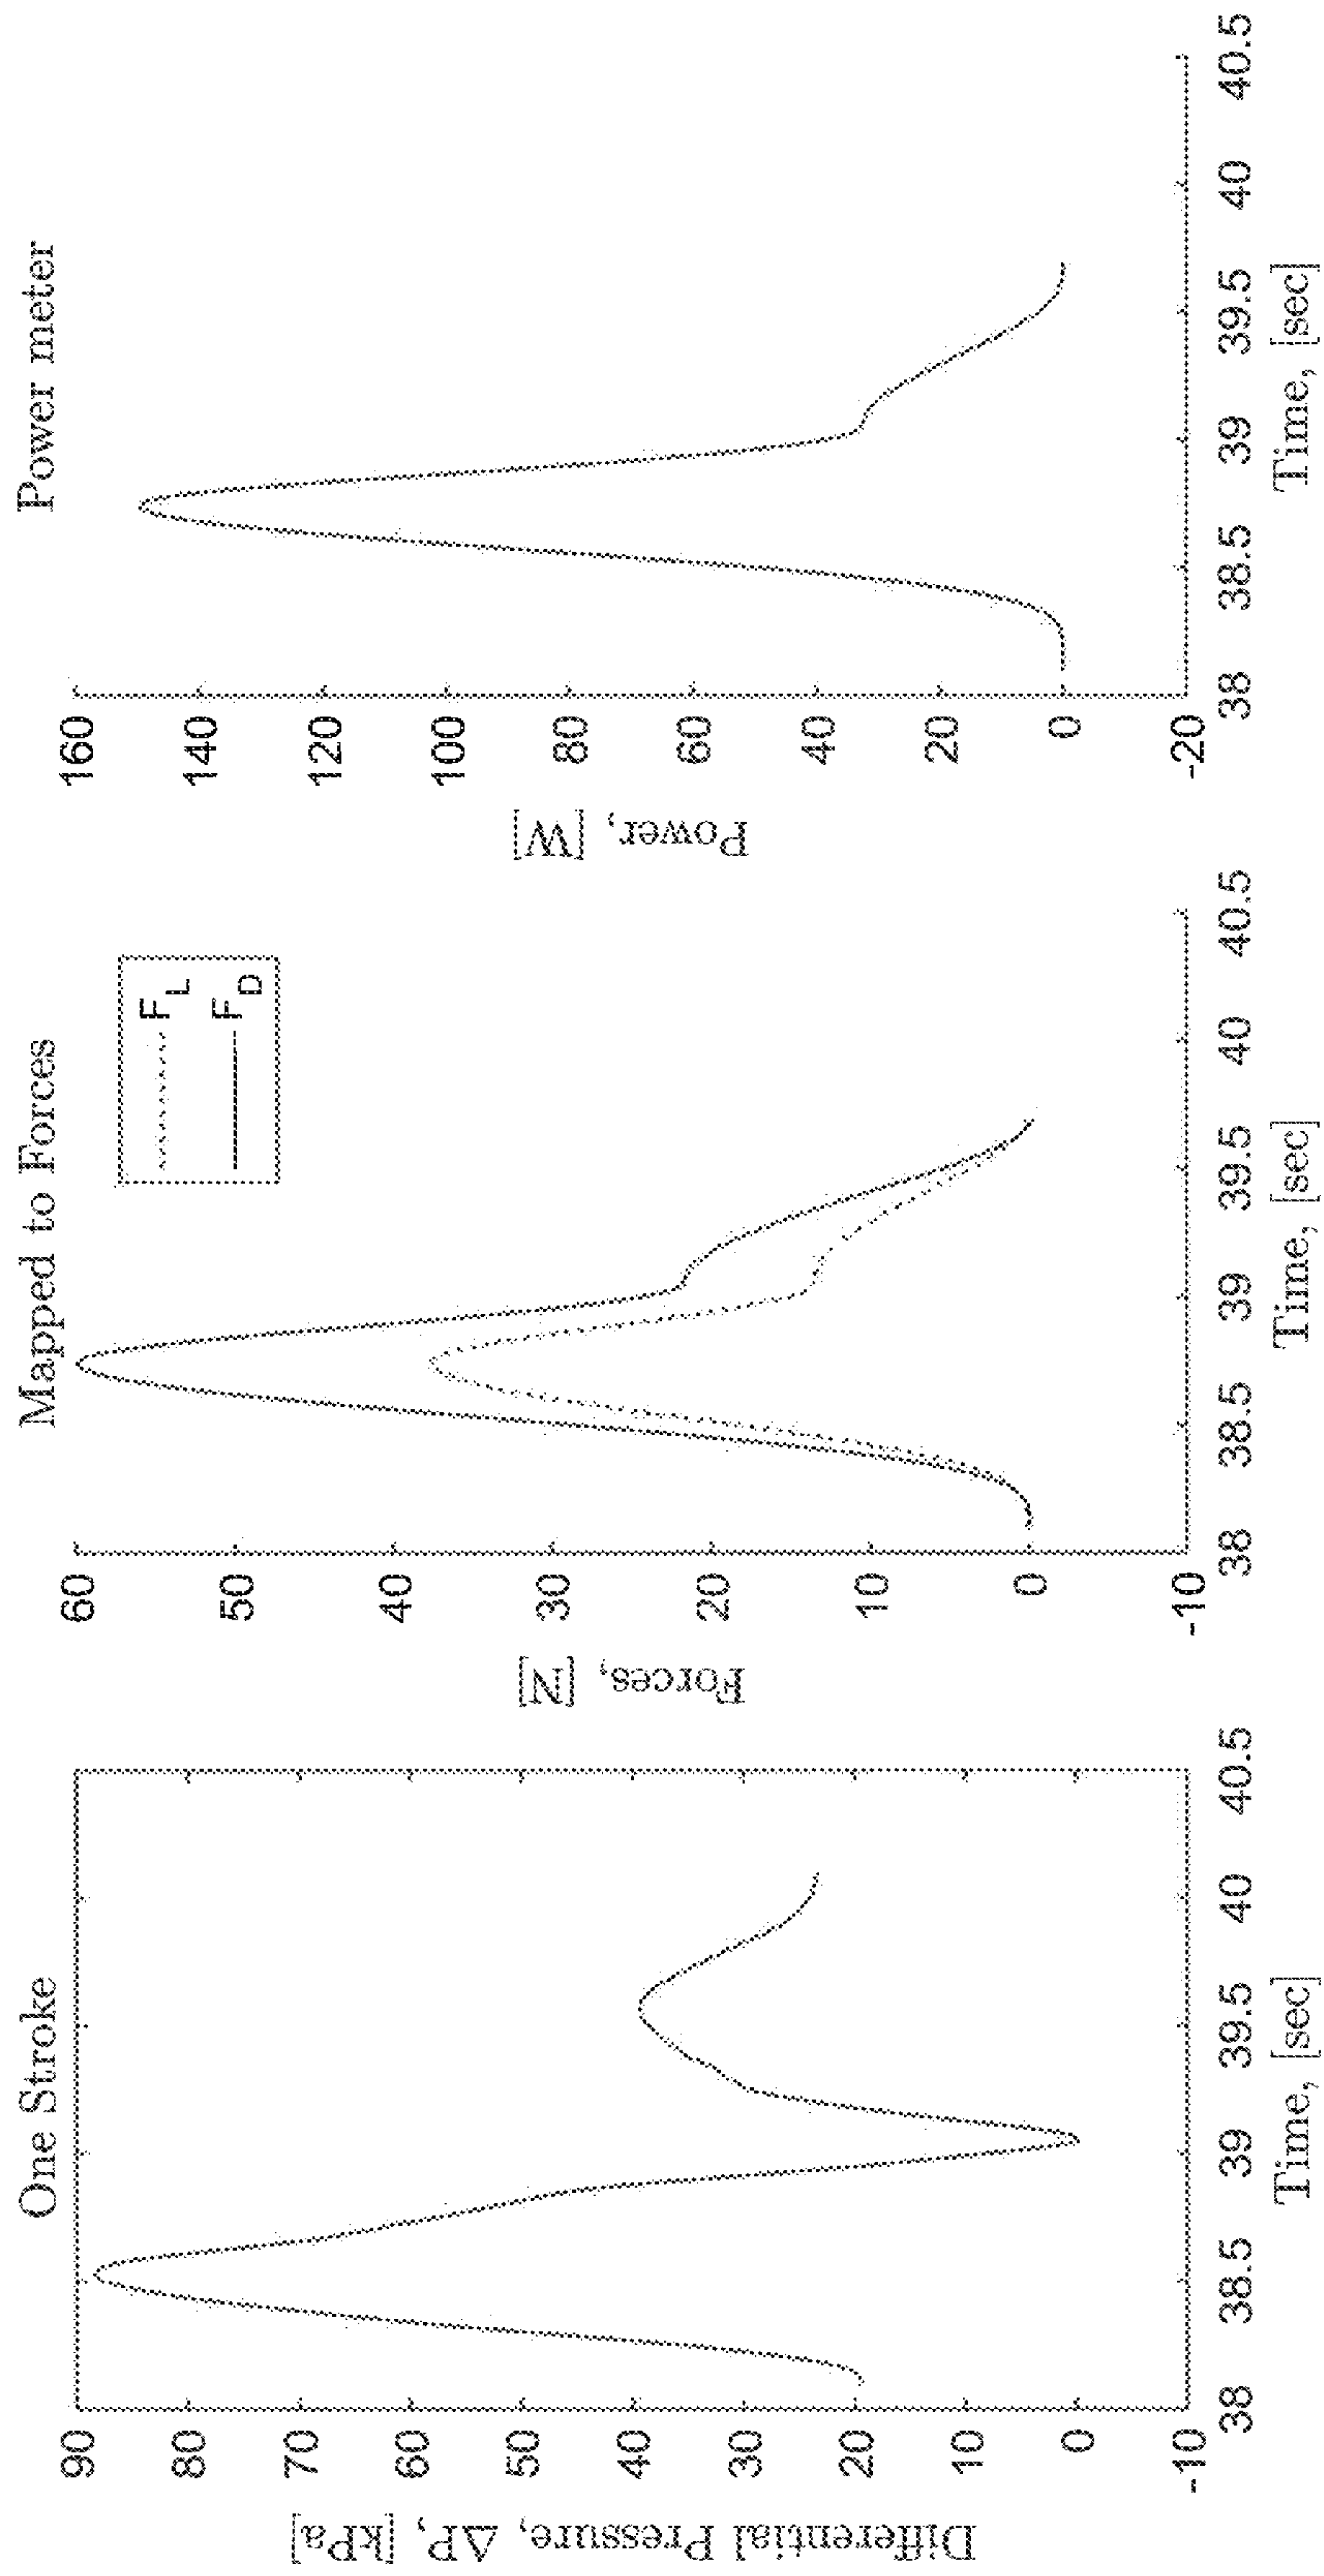 One Stroke
Differential Pressure, ΔP, [kPa]
90
80
70
60
50
40
30
20
10
0
-10
38 38.5 39 39.5 40 40.5
Time, [sec]
Mapped to Forces
Forces, [N]
60
50
40
30
20
10
0
-10
F_L
F_D
38 38.5 39 39.5 40 40.5
Time, [sec]
Power meter
Power, [W]
160
140
120
100
80
60
40
20
0
-20
38 38.5 39 39.5 40 40.5
Time, [sec]